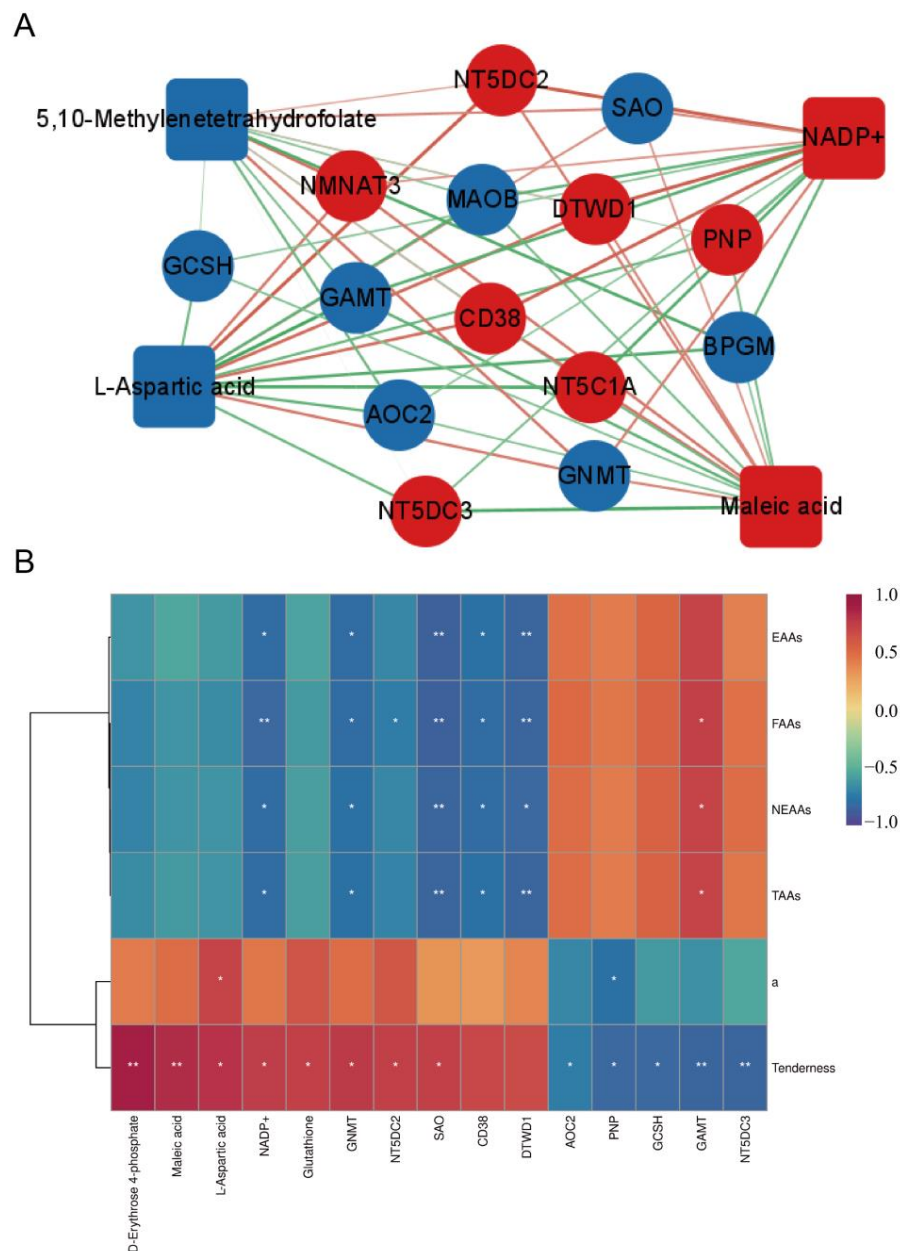 A
NT5DC2
SAO
5,10-Methylenetetrahydrofolate
NADP+
NMNAT3
MAOB
DTWD1
PNP
GCSH
GAMT
CD38
BPGM
L-Aspartic acid
NT5C1A
AOC2
GNMT
NT5DC3
Maleic acid
B
1.0
0.5
0.0
−0.5
−1.0
* * ** * ** EAAs
** * * ** * ** * FAAs
* * ** * * * NEAAs
* * ** * ** * TAAs
* * a
** ** * * * * * * * * * ** ** Tenderness
D-Erythrose 4-phosphate
Maleic acid
L-Aspartic acid
NADP+
Glutathione
GNMT
NT5DC2
SAO
CD38
DTWD1
AOC2
PNP
GCSH
GAMT
NT5DC3